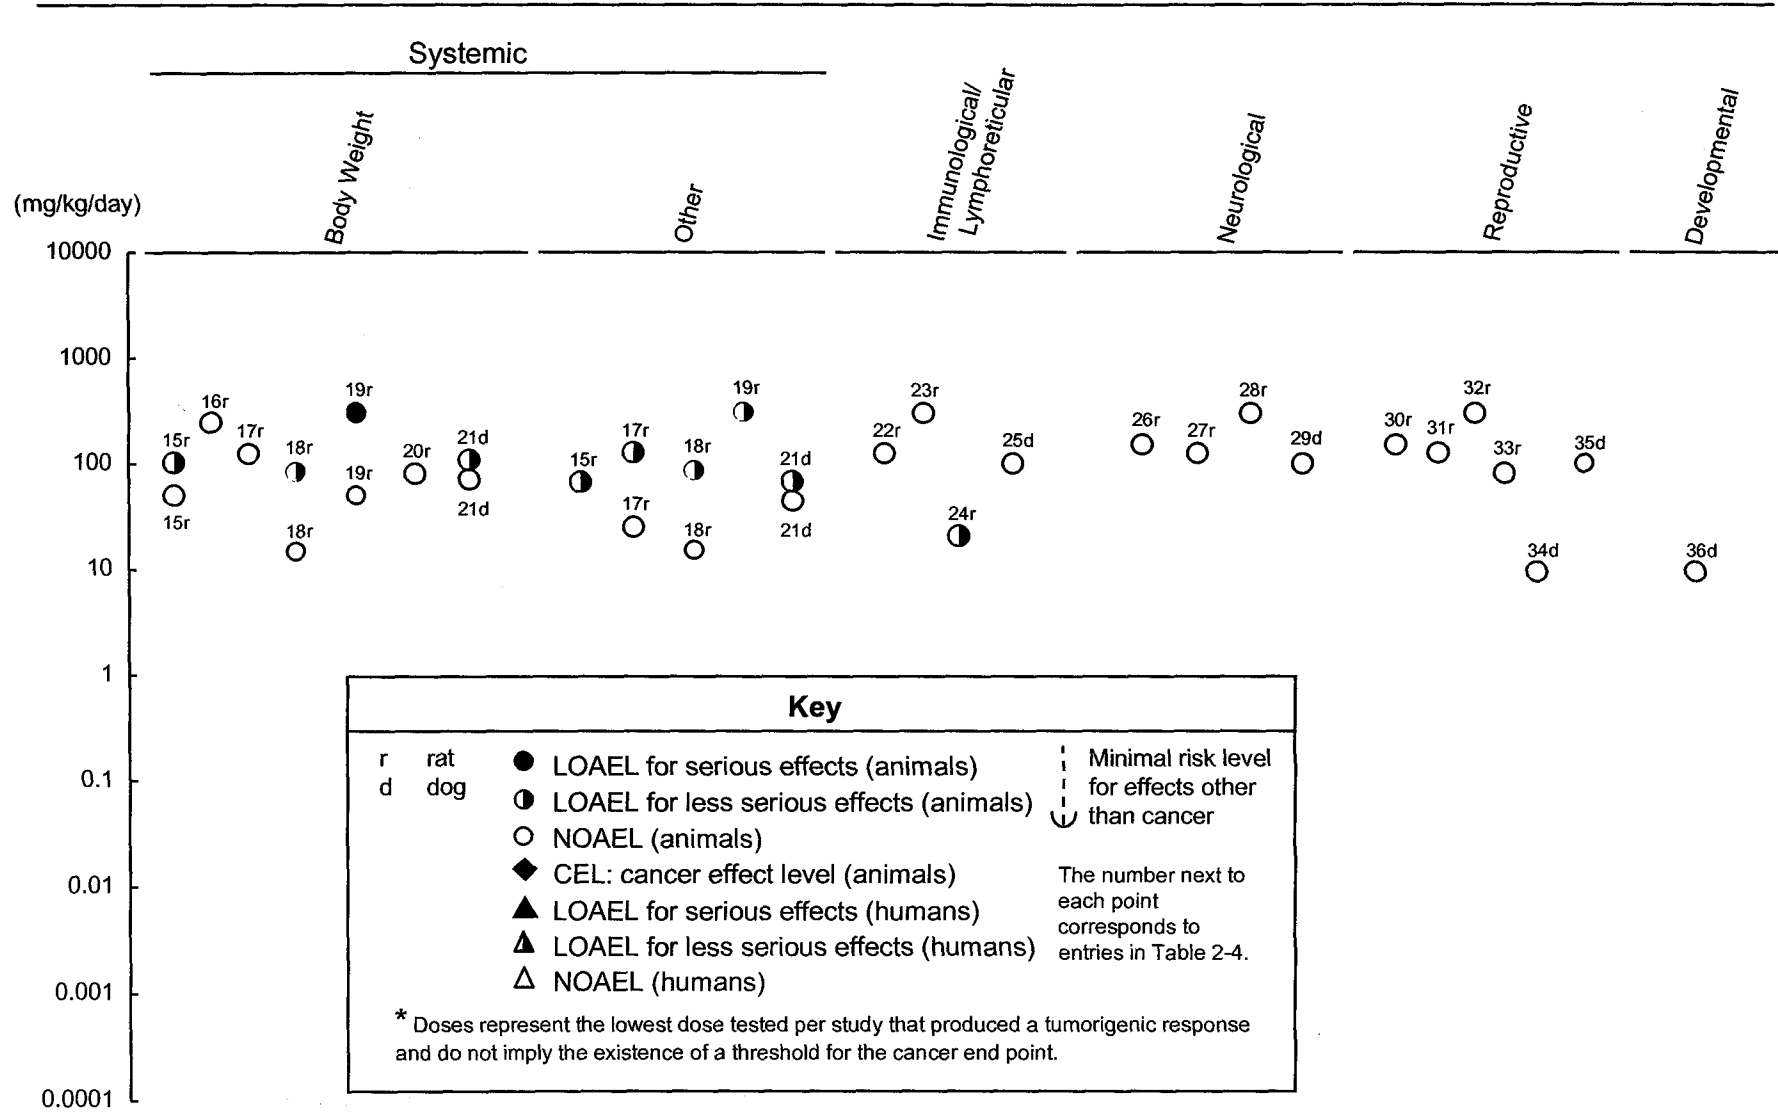 Systemic
Body Weight
Other
Immunological/
Lymphoreticular
Neurological
Reproductive
Developmental
(mg/kg/day)
10000
1000
19r 19r 23r 28r 32r
16r
15r 17r 18r 21d 17r 18r 22r 26r 27r 30r 31r
20r 15r 21d 25d 29d 33r 35d
19r
15r 21d 17r 21d 24r
18r 18r 34d 36d
100
10
1
0.1
0.01
0.001
0.0001
Key
r rat
d dog
LOAEL for serious effects (animals)
LOAEL for less serious effects (animals)
NOAEL (animals)
CEL: cancer effect level (animals)
LOAEL for serious effects (humans)
LOAEL for less serious effects (humans)
NOAEL (humans)
Minimal risk level
for effects other
than cancer
The number next to
each point
corresponds to
entries in Table 2-4.
* Doses represent the lowest dose tested per study that produced a tumorigenic response
and do not imply the existence of a threshold for the cancer end point.